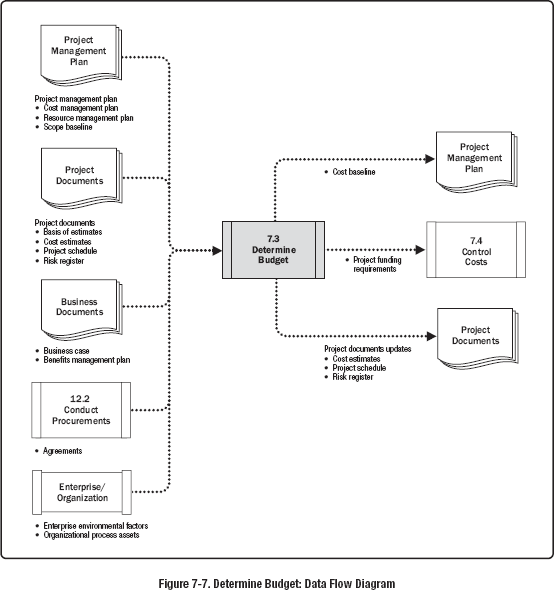 Project
Management
Plan
Project management plan
• Cost management plan
• Resource management plan
• Scope baseline
Project
Documents
Project documents
• Basis of estimates
• Cost estimates
• Project schedule
• Risk register
Business
Documents
• Business case
• Benefits management plan
12.2
Conduct
Procurements
• Agreements
Enterprise/
Organization
• Enterprise environmental factors
• Organizational process assets
7.3
Determine
Budget
• Cost baseline
Project
Management
Plan
• Project funding
requirements
7.4
Control
Costs
Project documents updates
• Cost estimates
• Project schedule
• Risk register
Project
Documents
Figure 7-7. Determine Budget: Data Flow Diagram